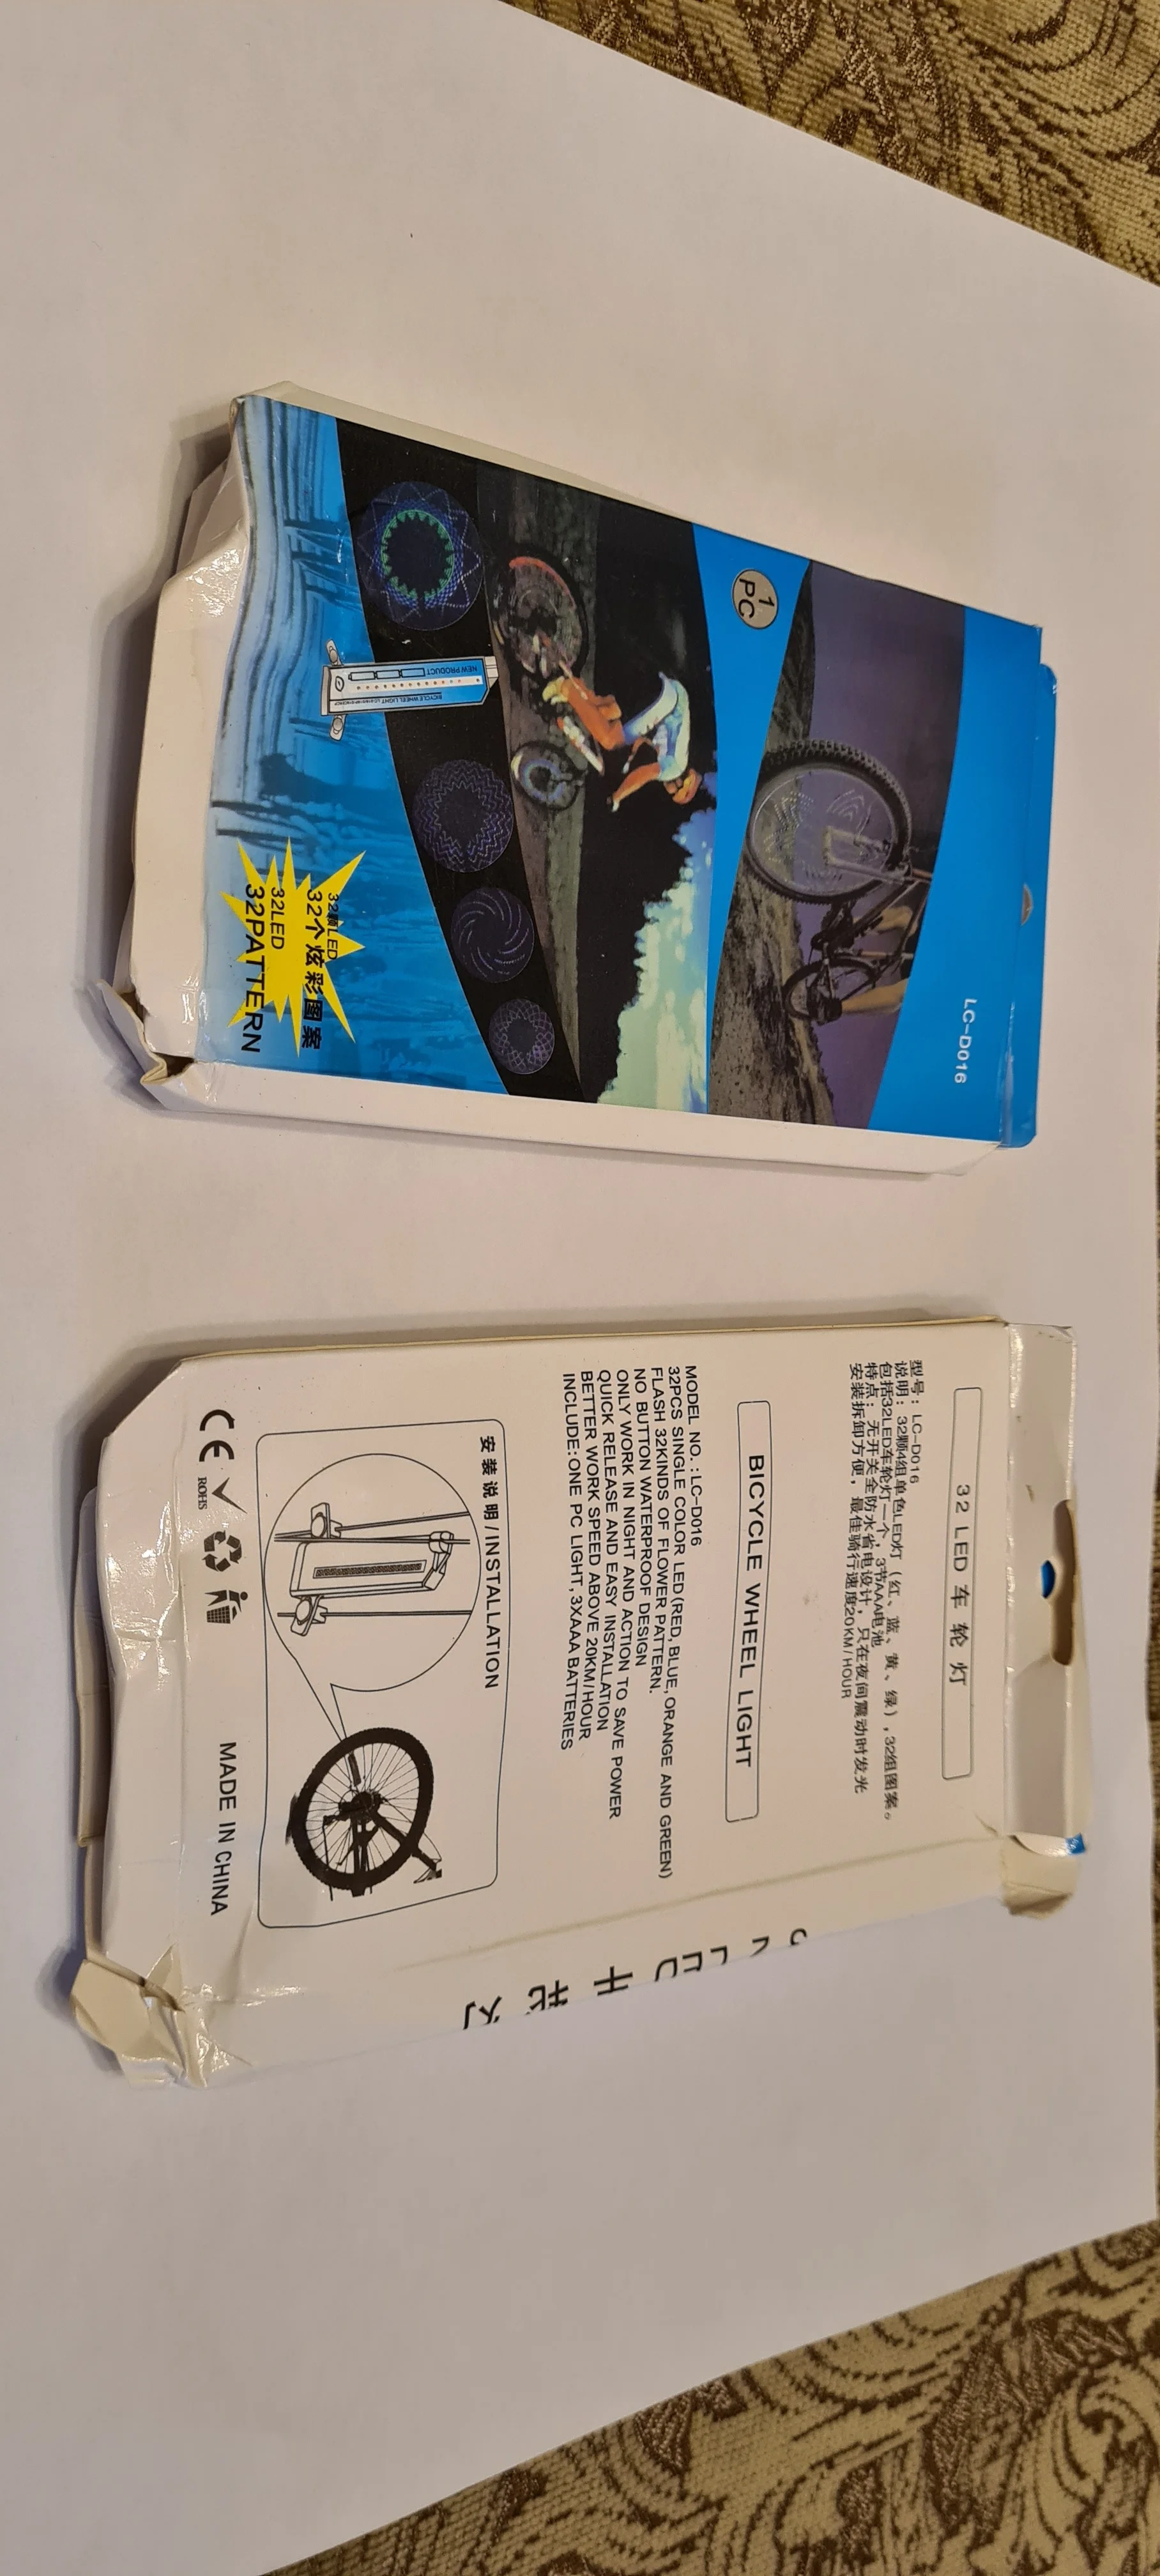 LC-D016
1
PC
NEW PRODUCT
BICYCLE WHEEL LIGHT
32颗LED
32个炫彩图案
32LED
32PATTERN
32 LED 车轮灯
型号：LC-D016
说明：32颗4组单色LED灯（红、蓝、黄、绿）,32组图案。
包括32LED车轮灯一个，3节AAA电池
特点：无开关全防水省电设计，只在夜间震动时发光
安装拆卸方便，最佳骑行速度20KM/HOUR
BICYCLE WHEEL LIGHT
MODEL NO.:LC-D016
32PCS SINGLE COLOR LED(RED, BLUE, ORANGE AND GREEN)
FLASH 32KINDS OF FLOWER PATTERN.
NO BUTTON WATERPROOF DESIGN
ONLY WORK IN NIGHT AND ACTION TO SAVE POWER
QUICK RELEASE AND EASY INSTALLATION
BETTER WORK SPEED ABOVE 20KM/HOUR
INCLUDE:ONE PC LIGHT, 3XAAA BATTERIES
安装说明/INSTALLATION
CE
ROHS
MADE IN CHINA